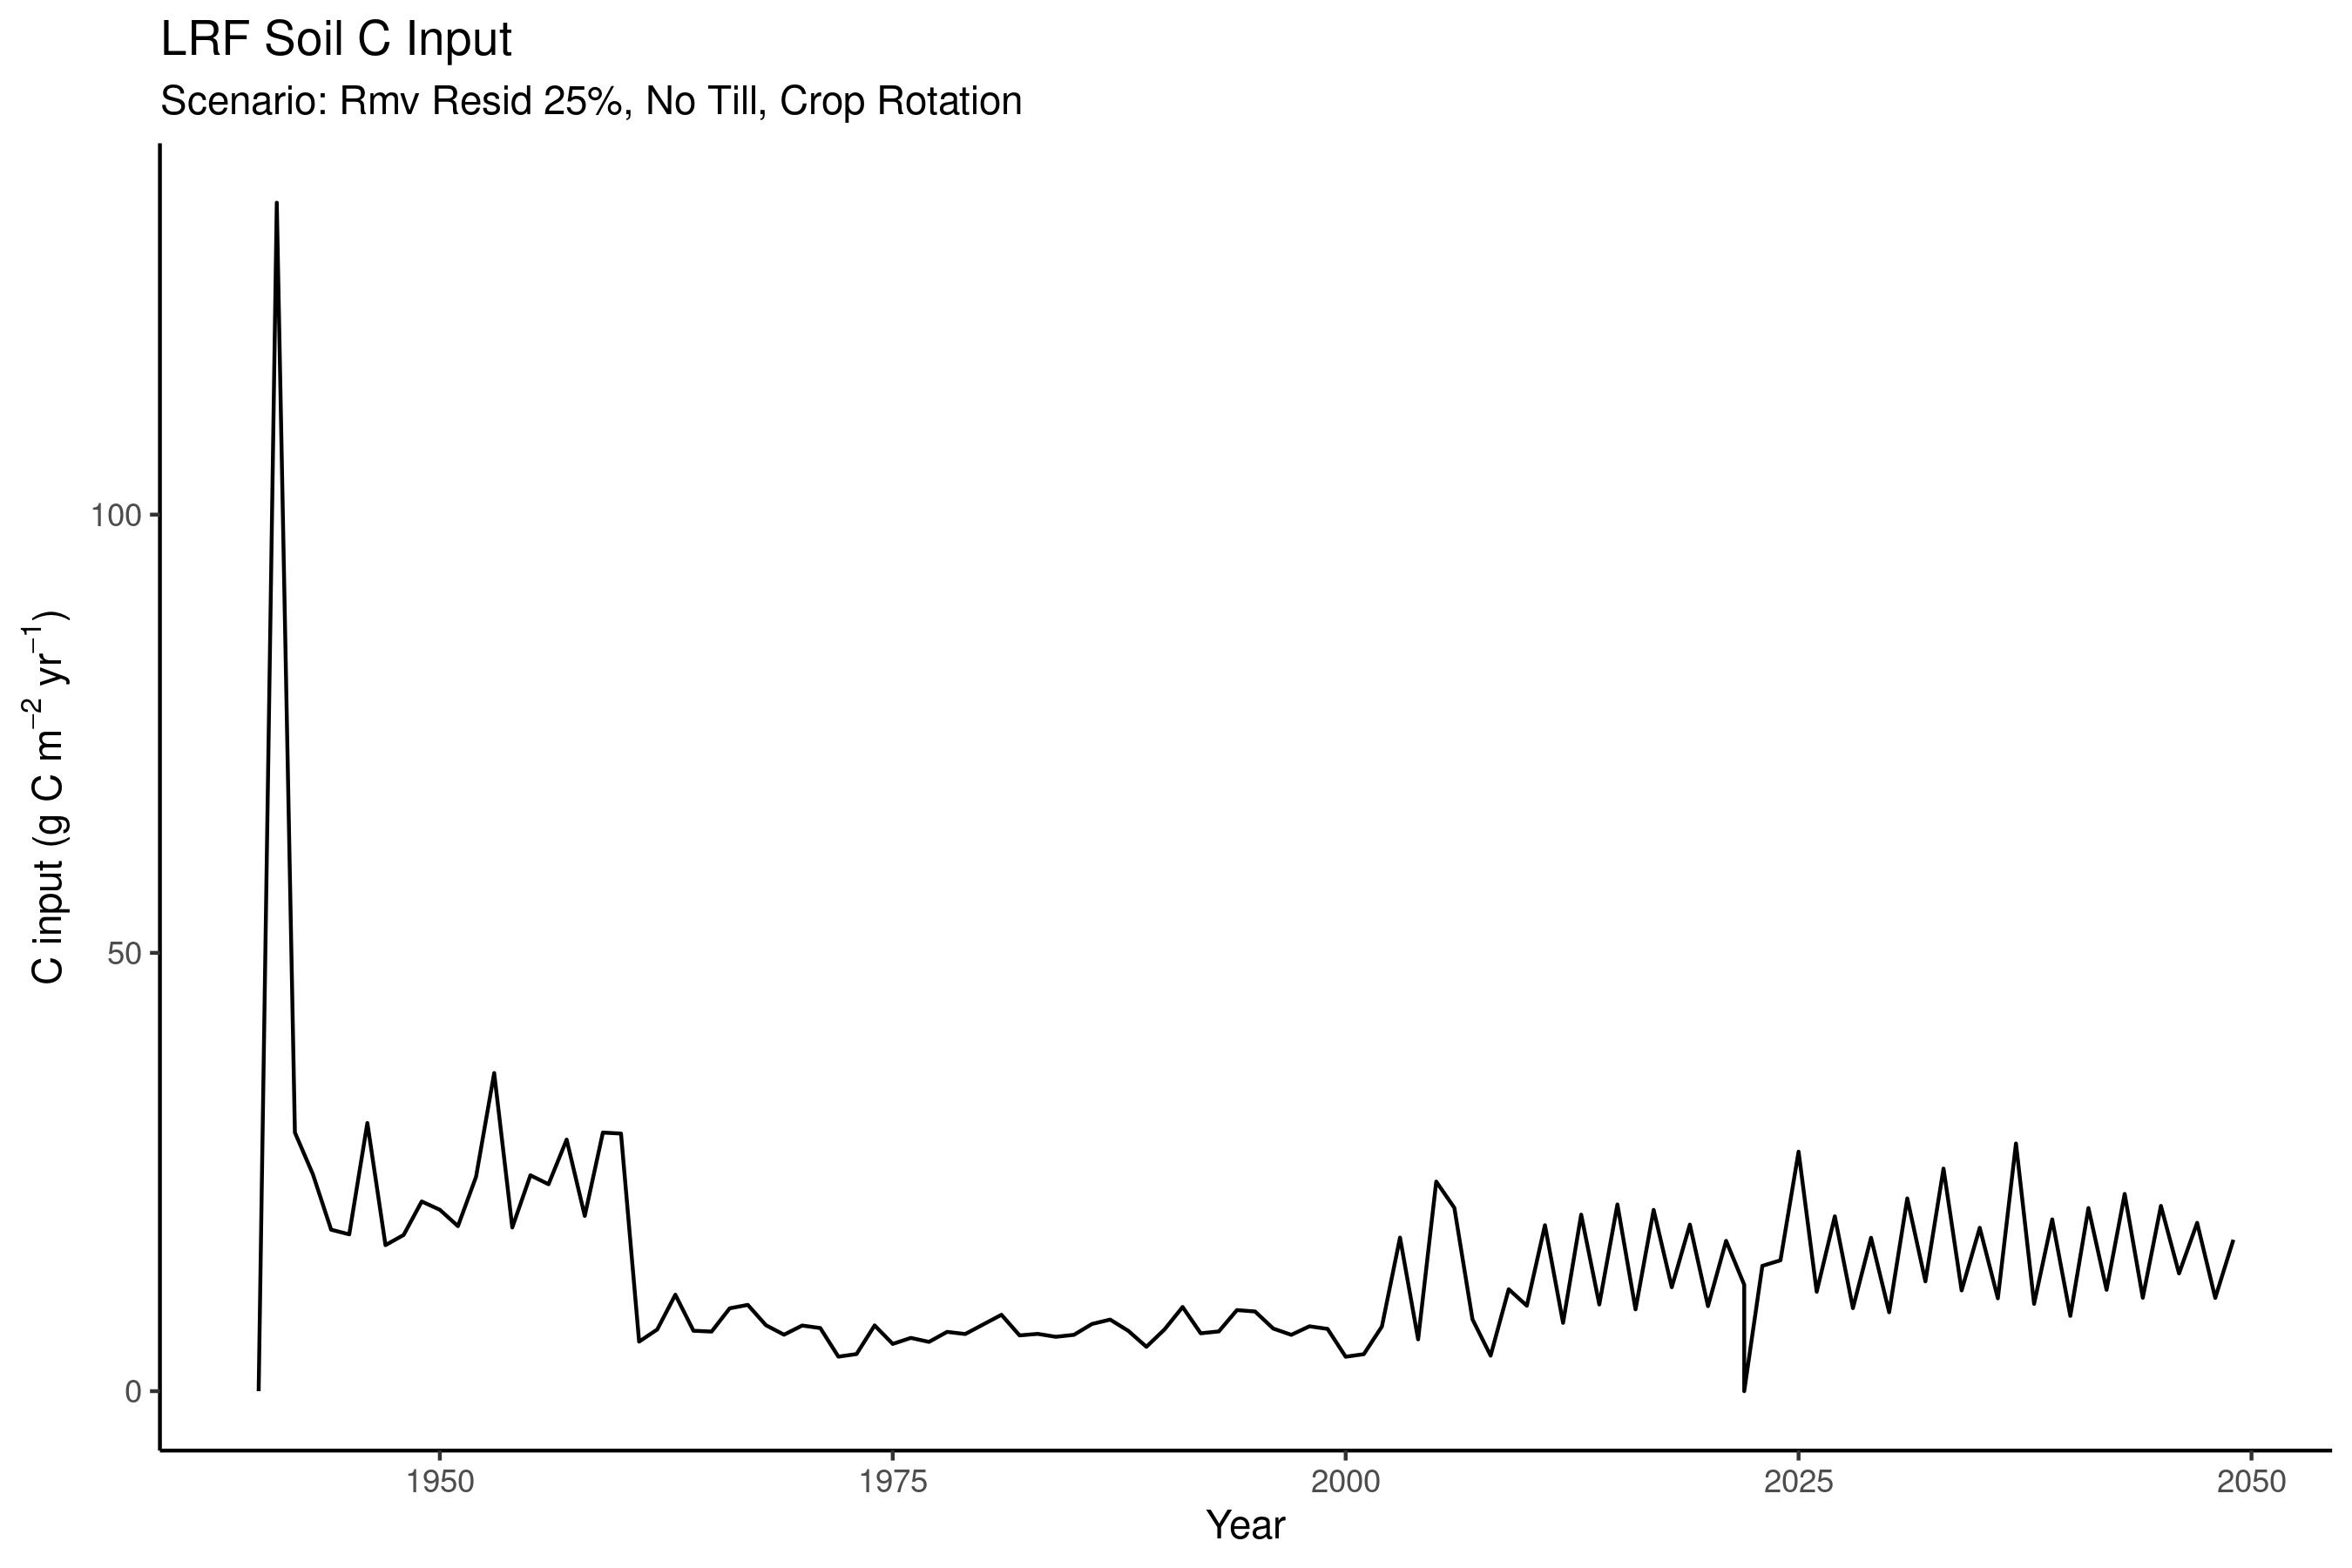 LRF Soil C Input
Scenario: Rmv Resid 25%, No Till, Crop Rotation
C input (g C m⁻² yr⁻¹)
100
50
0
1950 1975 2000 2025 2050
Year